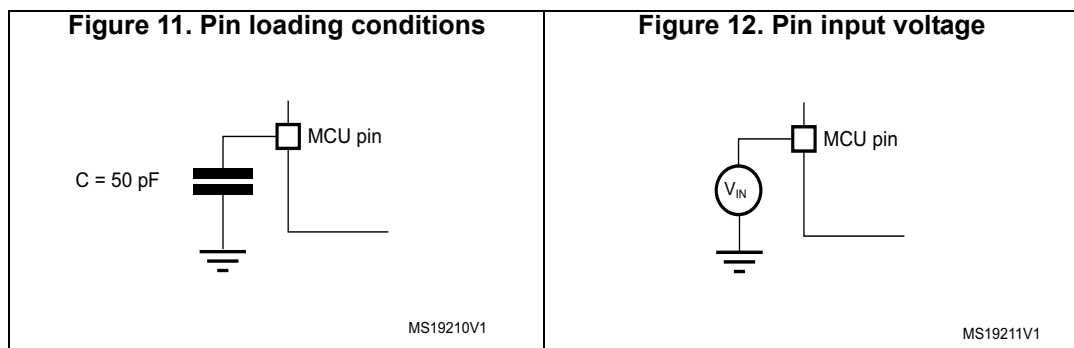 Figure 11. Pin loading conditions
MCU pin
C = 50 pF
MS19210V1
Figure 12. Pin input voltage
MCU pin
VIN
MS19211V1